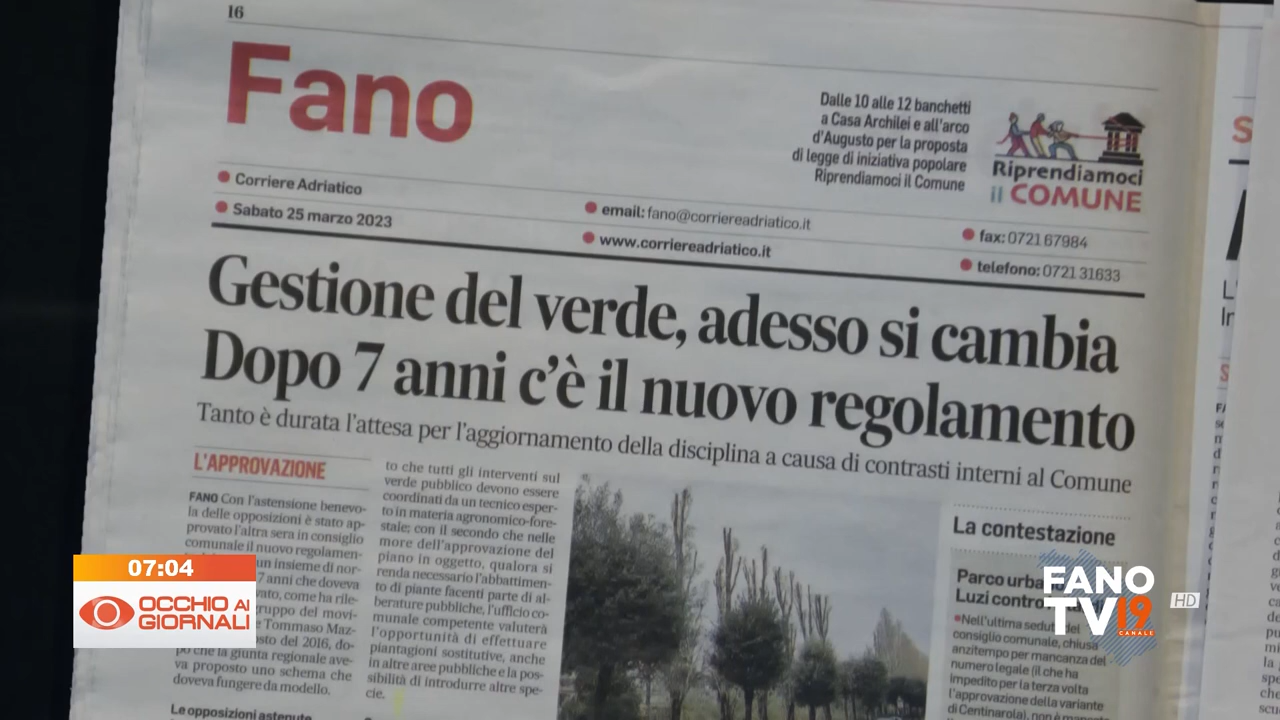 16
Fano
Dalle 10 alle 12 banchetti
a Casa Archilei e all'arco
d'Augusto per la proposta
di legge di iniziativa popolare
Riprendiamoci il Comune
Riprendiamoci
il COMUNE
Corriere Adriatico
Sabato 25 marzo 2023
email: fano@corriereadriatico.it
www.corriereadriatico.it
fax: 0721 67984
telefono: 0721 31633
Gestione del verde, adesso si cambia
Dopo 7 anni c'è il nuovo regolamento
Tanto è durata l'attesa per l'aggiornamento della disciplina a causa di contrasti interni al Comune
L'APPROVAZIONE
FANO Con l'astensione benevo-
la delle opposizioni è stato ap-
provato l'altra sera in consiglio
comunale il nuovo regolamen-
un insieme di nor-
7 anni che doveva
ato, come ha rile-
gruppo del movi-
e Tommaso Maz-
sto del 2016, do-
po che la giunta regionale ave-
va proposto uno schema che
doveva fungere da modello.
Le opposizioni astenute
to che tutti gli interventi sul
verde pubblico devono essere
coordinati da un tecnico esper-
to in materia agronomico-fore-
stale; con il secondo che nelle
more dell'approvazione del
piano in oggetto, qualora si
renda necessario l'abbattimen-
to di piante facenti parte di al-
berature pubbliche, l'ufficio co-
munale competente valuterà
l'opportunità di effettuare
piantagioni sostitutive, anche
in altre aree pubbliche e la pos-
sibilità di introdurre altre spe-
cie.
La contestazione
Parco urba
Luzi contro
Nell'ultima seduta del
consiglio comunale, chiusa
anzitempo per mancanza del
numero legale (il che ha
impedito per la terza volta
l'approvazione della variante
di Centinarola), non è
07:04
OCCHIO AI
GIORNALI
FANO
TV19
CANALE
HD